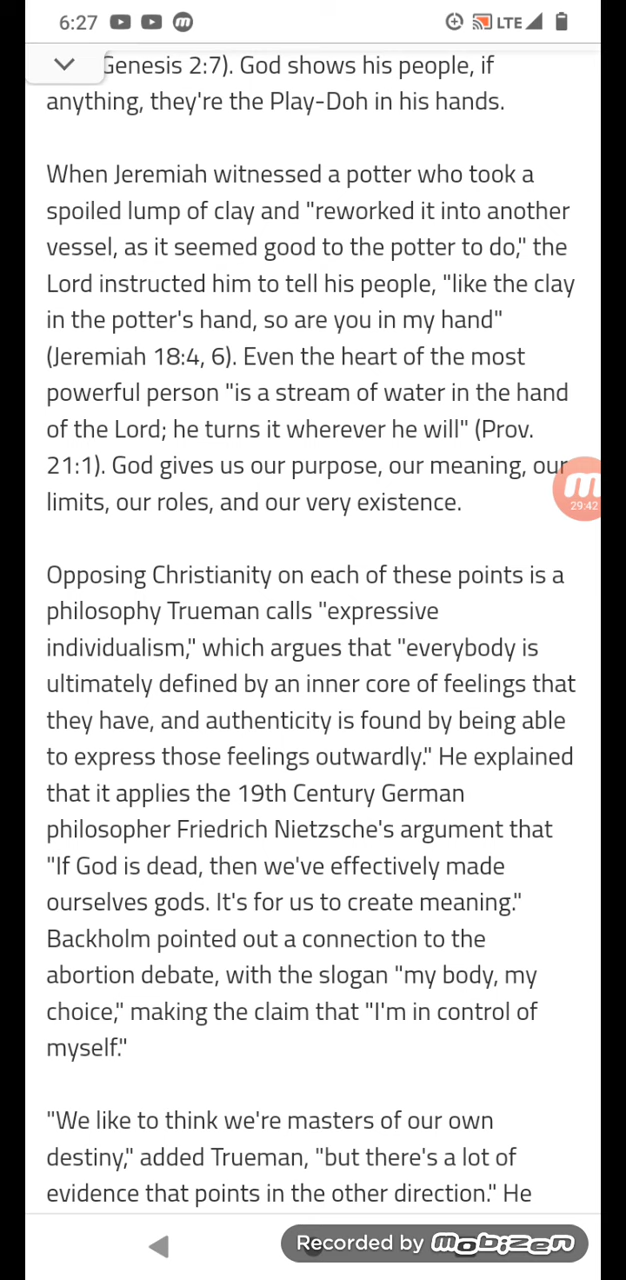 6:27
LTE
Genesis 2:7). God shows his people, if
anything, they're the Play-Doh in his hands.
When Jeremiah witnessed a potter who took a
spoiled lump of clay and "reworked it into another
vessel, as it seemed good to the potter to do," the
Lord instructed him to tell his people, "like the clay
in the potter's hand, so are you in my hand"
(Jeremiah 18:4, 6). Even the heart of the most
powerful person "is a stream of water in the hand
of the Lord; he turns it wherever he will" (Prov.
21:1). God gives us our purpose, our meaning, our
limits, our roles, and our very existence.
29:42
Opposing Christianity on each of these points is a
philosophy Trueman calls "expressive
individualism," which argues that "everybody is
ultimately defined by an inner core of feelings that
they have, and authenticity is found by being able
to express those feelings outwardly." He explained
that it applies the 19th Century German
philosopher Friedrich Nietzsche's argument that
"If God is dead, then we've effectively made
ourselves gods. It's for us to create meaning."
Backholm pointed out a connection to the
abortion debate, with the slogan "my body, my
choice," making the claim that "I'm in control of
myself."
"We like to think we're masters of our own
destiny," added Trueman, "but there's a lot of
evidence that points in the other direction." He
Recorded by mobizen